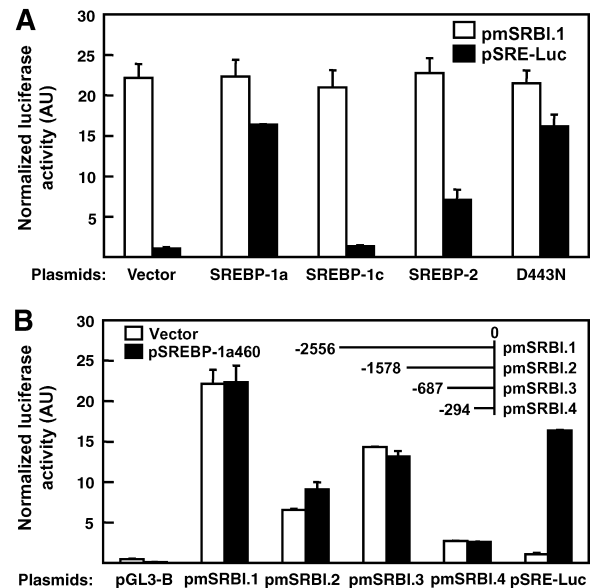 A
30
25
20
15
10
5
Normalized luciferase
activity (AU)
pmSRBI.1
pSRE-Luc
Plasmids: Vector SREBP-1a SREBP-1c SREBP-2 D443N
B
30
25
20
15
10
5
Normalized luciferase
activity (AU)
Vector
pSREBP-1a460
0
-2556 pmSRBI.1
-1578 pmSRBI.2
-687 pmSRBI.3
-294 pmSRBI.4
Plasmids: pGL3-B pmSRBI.1 pmSRBI.2 pmSRBI.3 pmSRBI.4 pSRE-Luc